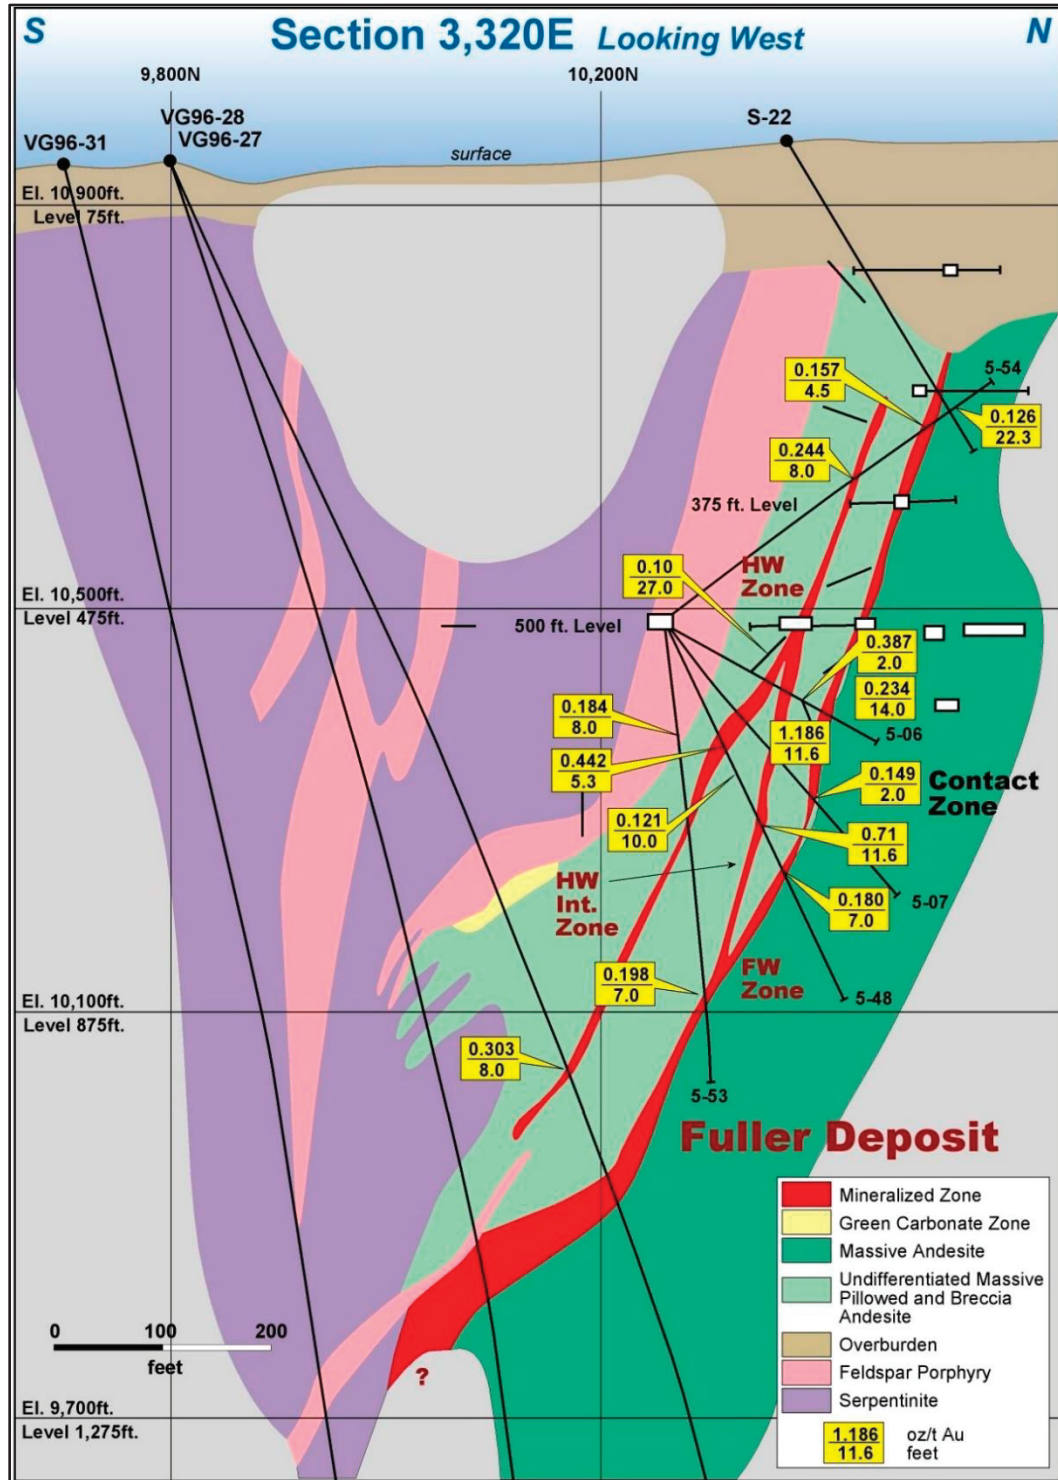 S
Section 3,320E Looking West
N
9,800N
10,200N
VG96-31
VG96-28
VG96-27
S-22
surface
El. 10,900ft.
Level 75ft.
0.157
4.5
5-54
0.126
22.3
0.244
8.0
375 ft. Level
HW
Zone
0.10
27.0
El. 10,500ft.
Level 475ft.
500 ft. Level
0.387
2.0
0.234
14.0
5-06
0.184
8.0
1.186
11.6
0.442
5.3
0.149
2.0
Contact
Zone
0.121
10.0
0.71
11.6
HW
Int.
Zone
0.180
7.0
5-07
0.198
7.0
FW
Zone
5-48
El. 10,100ft.
Level 875ft.
0.303
8.0
5-53
Fuller Deposit
Mineralized Zone
Green Carbonate Zone
Massive Andesite
Undifferentiated Massive
Pillowed and Breccia
Andesite
Overburden
Feldspar Porphyry
Serpentinite
1.186
11.6
oz/t Au
feet
0 100 200
feet
?
El. 9,700ft.
Level 1,275ft.